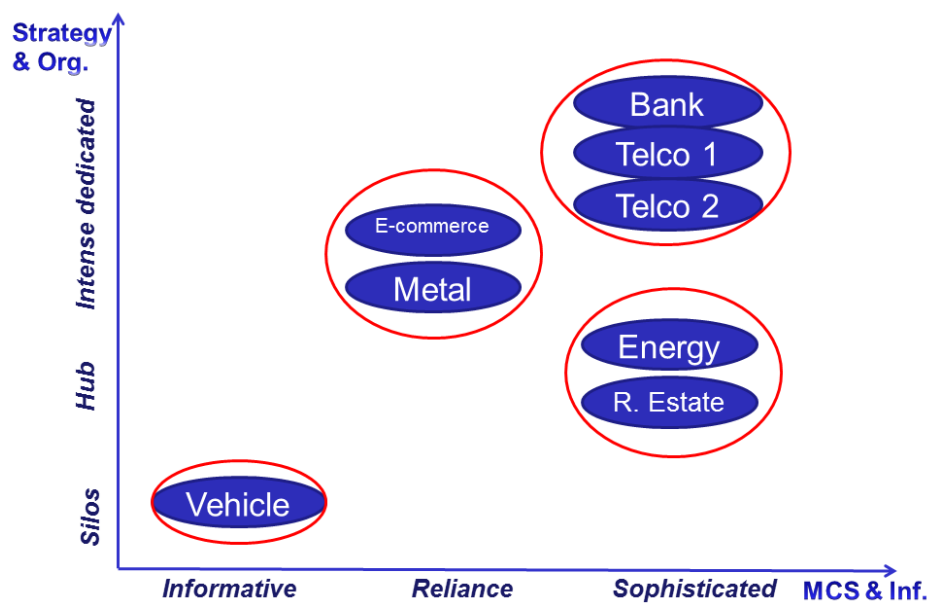 Strategy
& Org.
Intense dedicated
Hub
Silos
Bank
Telco 1
Telco 2
E-commerce
Metal
Energy
R. Estate
Vehicle
Informative
Reliance
Sophisticated
MCS & Inf.